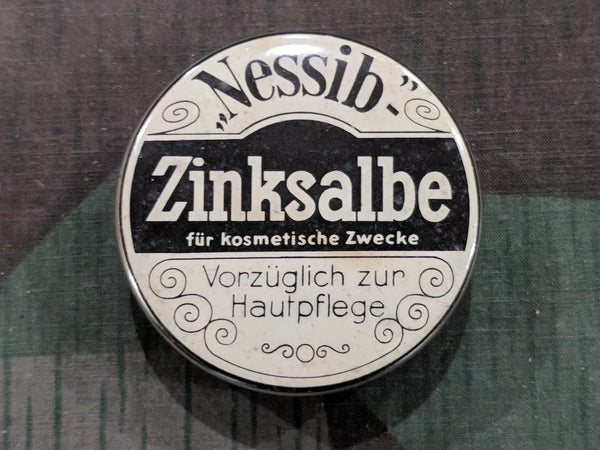 „Nessib-”
Zinksalbe
für kosmetische Zwecke
Vorzüglich zur
Hautpflege